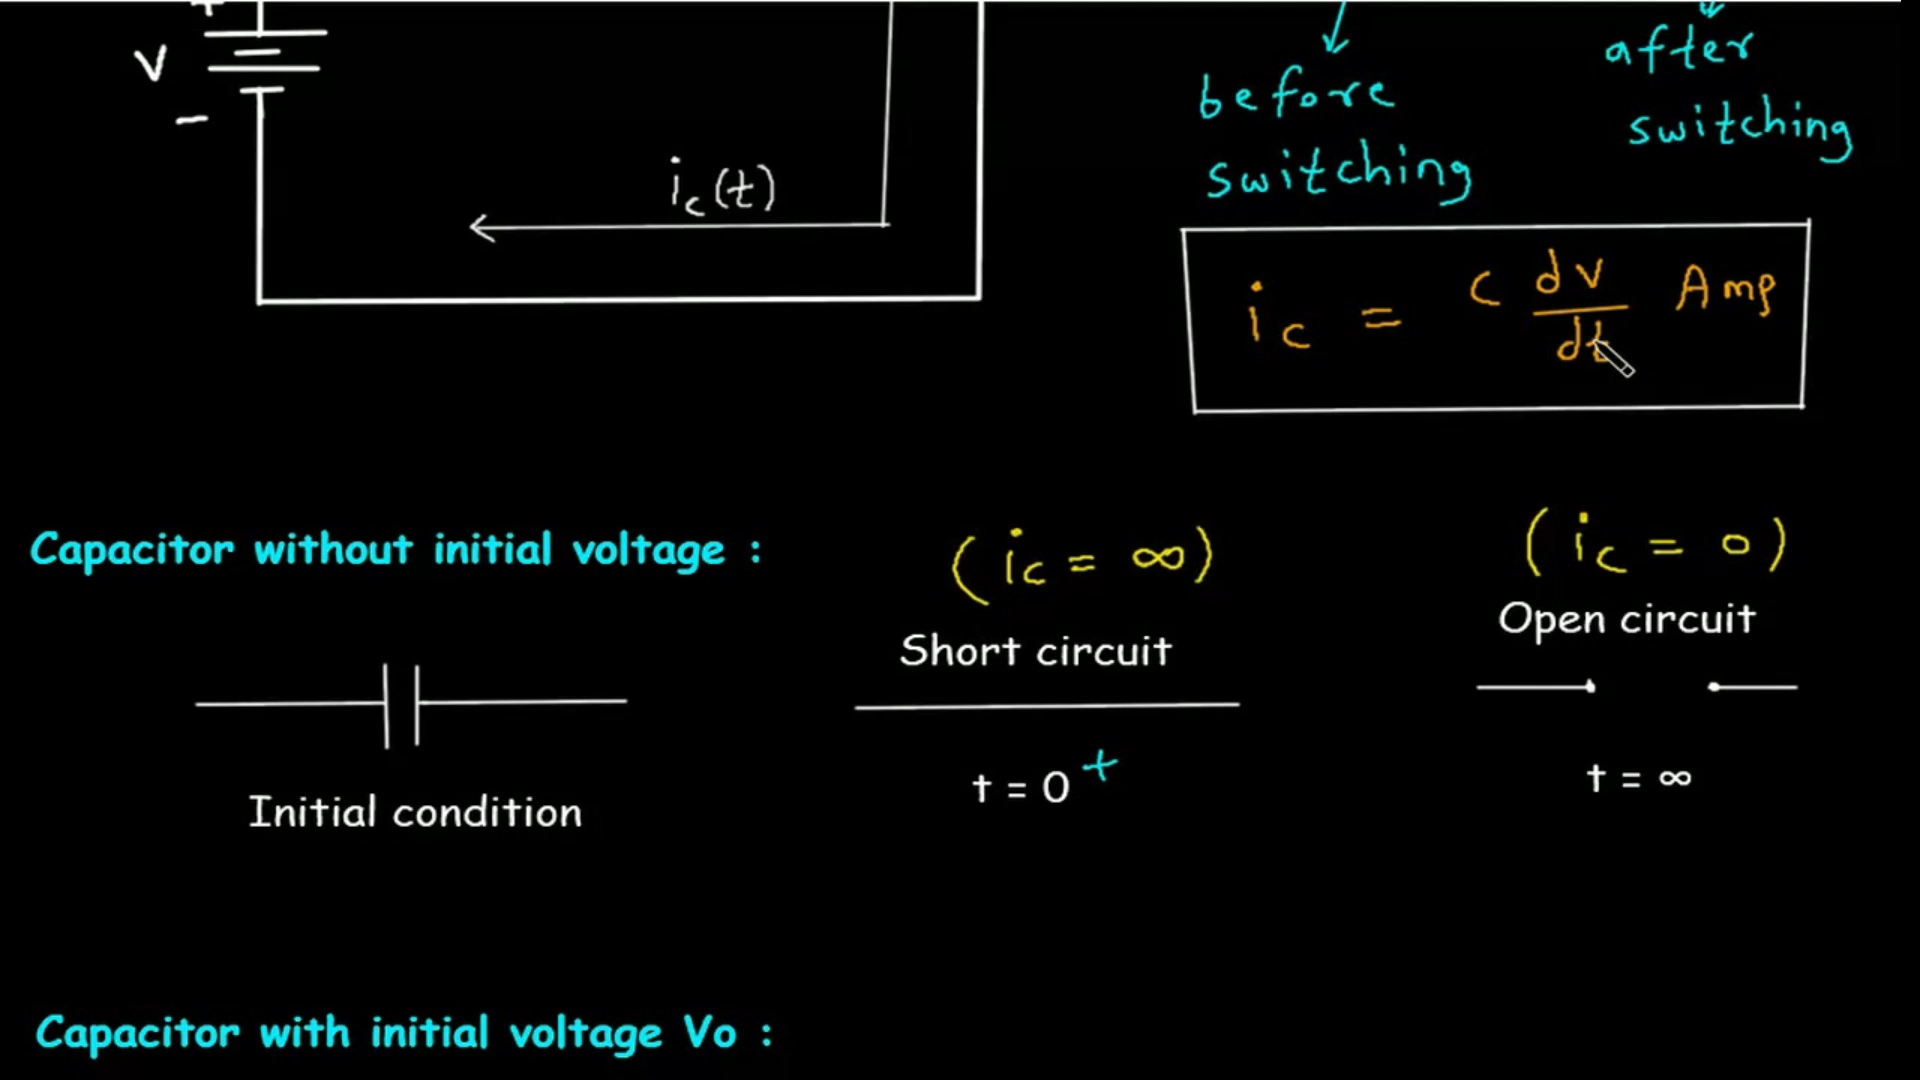 +
V
-
i_c(t)
before
switching
after
switching
i_c = C dv/dt Amp
Capacitor without initial voltage :
(i_c = ∞)
(i_c = 0)
Short circuit
Open circuit
Initial condition
t = 0⁺
t = ∞
Capacitor with initial voltage Vo :